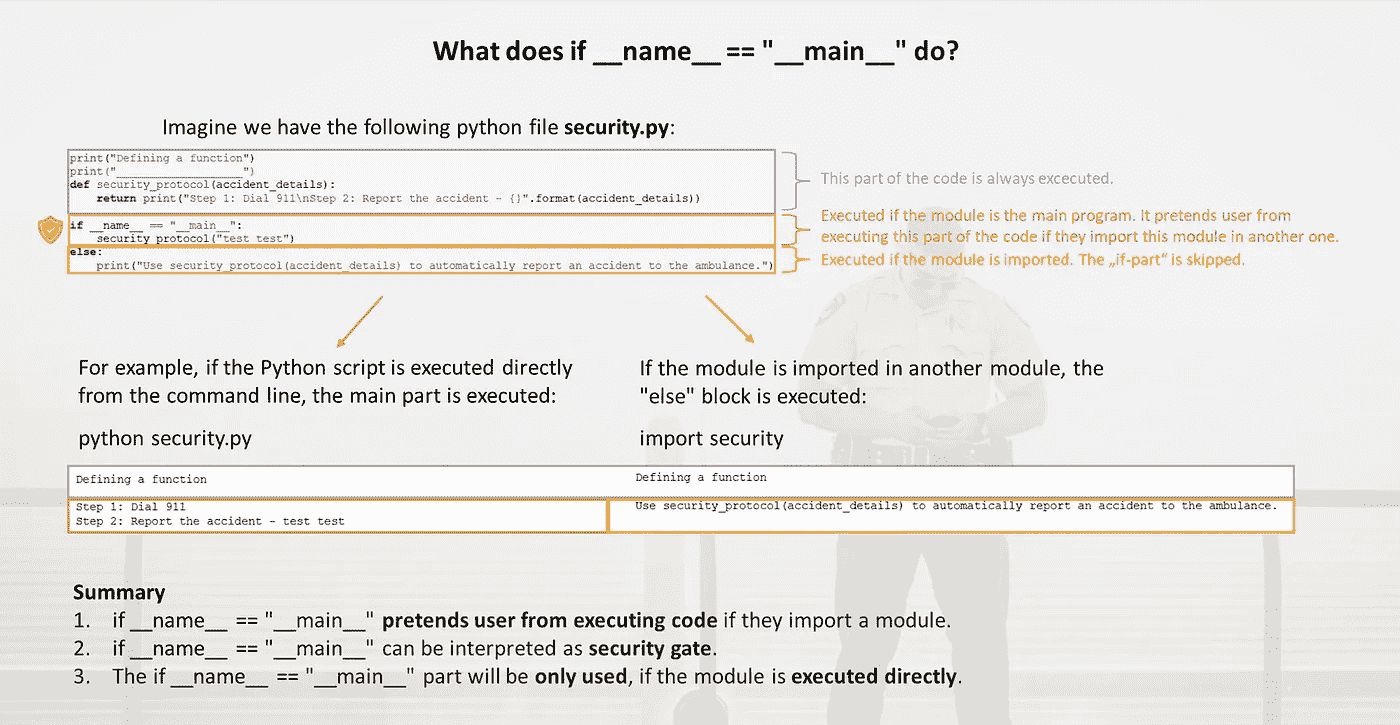 What does if __name__ == "__main__" do?
Imagine we have the following python file security.py:
print("Defining a function")
print("____________________")
def security_protocol(accident_details):
    return print("Step 1: Dial 911\nStep 2: Report the accident - {}".format(accident_details))
if __name__ == "__main__":
    security_protocol("test test")
else:
    print("Use security_protocol(accident_details) to automatically report an accident to the ambulance.")
This part of the code is always excecuted.
Executed if the module is the main program. It pretends user from
executing this part of the code if they import this module in another one.
Executed if the module is imported. The „if-part“ is skipped.
For example, if the Python script is executed directly
from the command line, the main part is executed:
python security.py
If the module is imported in another module, the
"else" block is executed:
import security
Defining a function
Step 1: Dial 911
Step 2: Report the accident - test test
Defining a function
Use security_protocol(accident_details) to automatically report an accident to the ambulance.
Summary
1. if __name__ == "__main__" pretends user from executing code if they import a module.
2. if __name__ == "__main__" can be interpreted as security gate.
3. The if __name__ == "__main__" part will be only used, if the module is executed directly.